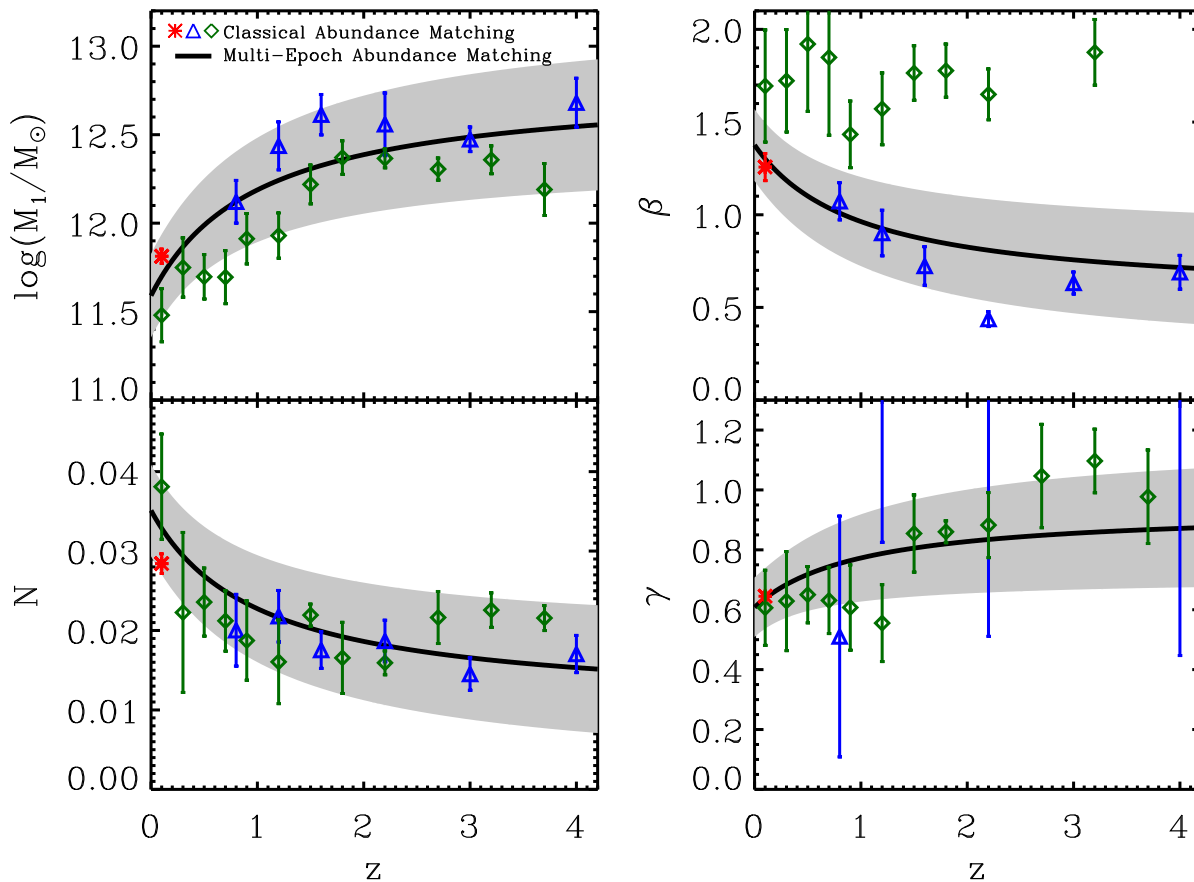 Classical Abundance Matching
Multi-Epoch Abundance Matching
log(M₁/M☉)
13.0
12.5
12.0
11.5
11.0
β
2.0
1.5
1.0
0.5
0.0
N
0.04
0.03
0.02
0.01
0.00
0 1 2 3 4
z
γ
1.2
1.0
0.8
0.6
0.4
0.2
0.0
0 1 2 3 4
z